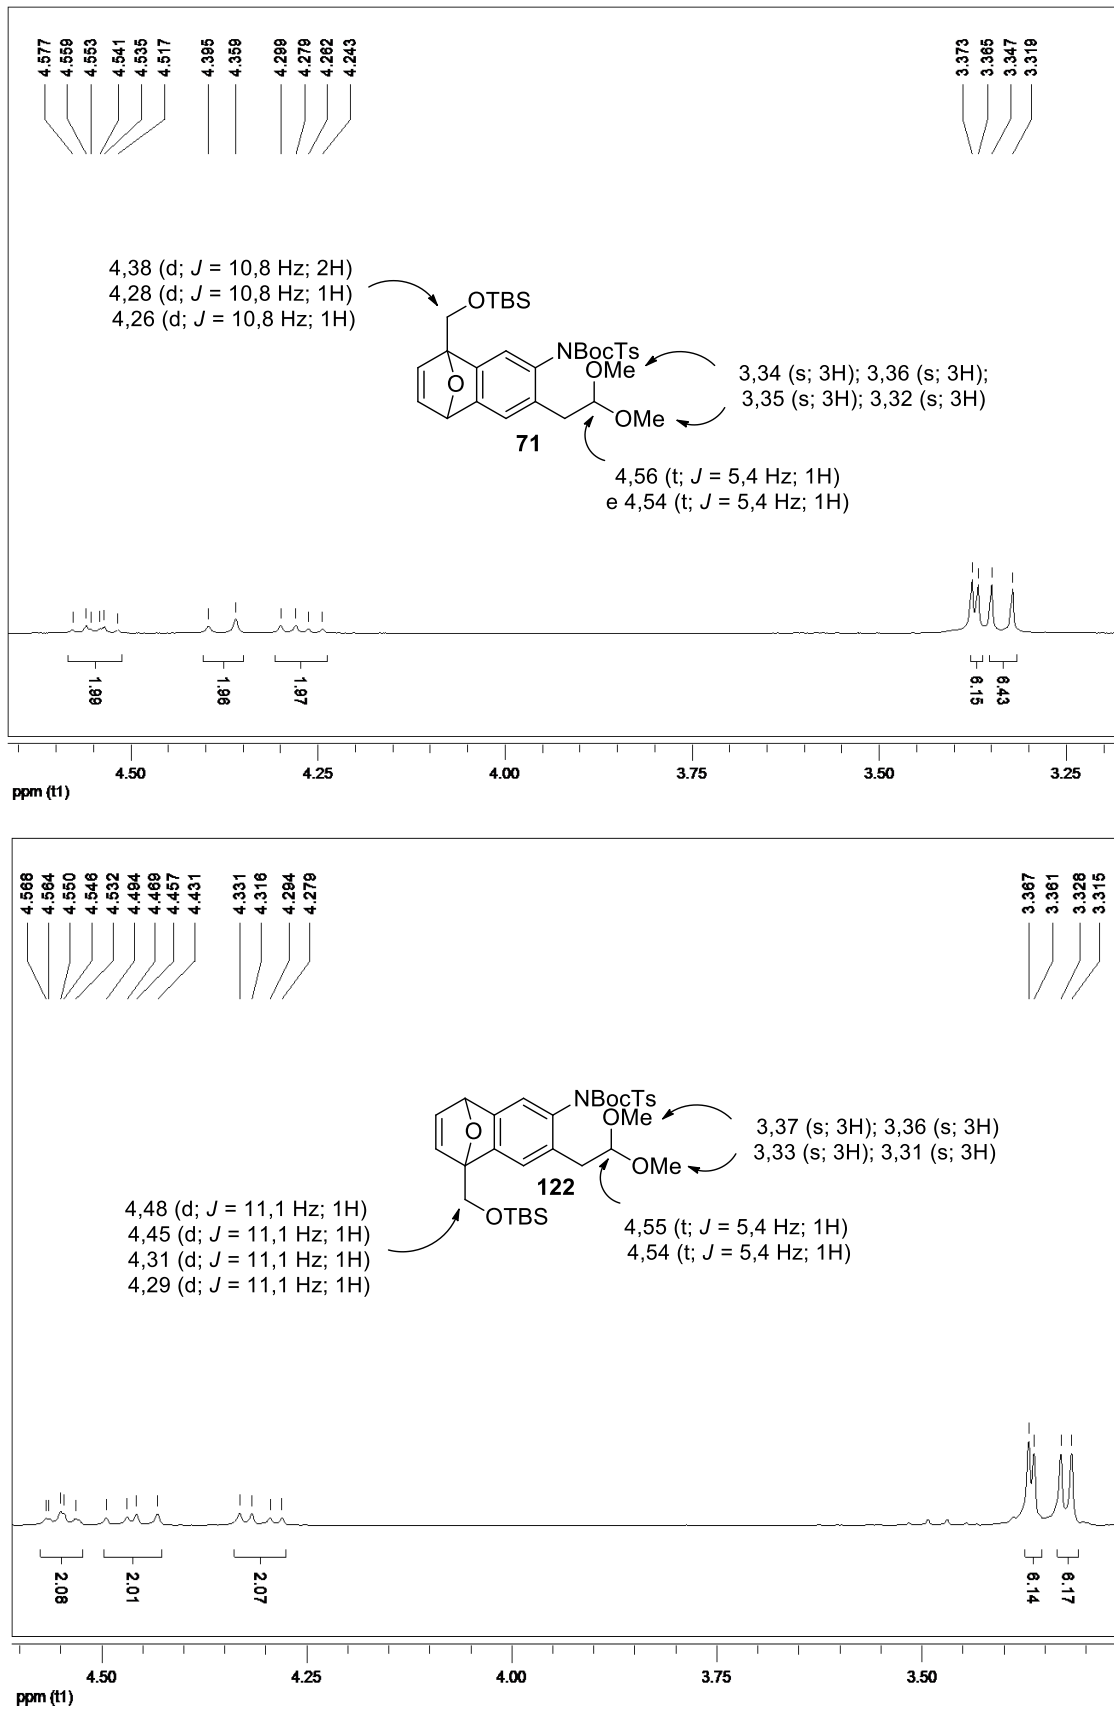 4.577
4.559
4.553
4.541
4.535
4.517
4.395
4.359
4.299
4.279
4.262
4.243
3.373
3.365
3.347
3.319
4,38 (d; J = 10,8 Hz; 2H)
4,28 (d; J = 10,8 Hz; 1H)
4,26 (d; J = 10,8 Hz; 1H)
OTBS
NBocTs
OMe
O
OMe
71
3,34 (s; 3H); 3,36 (s; 3H);
3,35 (s; 3H); 3,32 (s; 3H)
4,56 (t; J = 5,4 Hz; 1H)
e 4,54 (t; J = 5,4 Hz; 1H)
1.99
1.96
1.97
6.15
6.43
4.50
4.25
4.00
3.75
3.50
3.25
ppm (t1)
4.568
4.564
4.550
4.546
4.532
4.494
4.469
4.457
4.431
4.331
4.316
4.294
4.279
3.367
3.361
3.328
3.315
NBocTs
OMe
O
OMe
122
OTBS
3,37 (s; 3H); 3,36 (s; 3H)
3,33 (s; 3H); 3,31 (s; 3H)
4,48 (d; J = 11,1 Hz; 1H)
4,45 (d; J = 11,1 Hz; 1H)
4,31 (d; J = 11,1 Hz; 1H)
4,29 (d; J = 11,1 Hz; 1H)
4,55 (t; J = 5,4 Hz; 1H)
4,54 (t; J = 5,4 Hz; 1H)
2.08
2.01
2.07
6.14
6.17
4.50
4.25
4.00
3.75
3.50
ppm (t1)